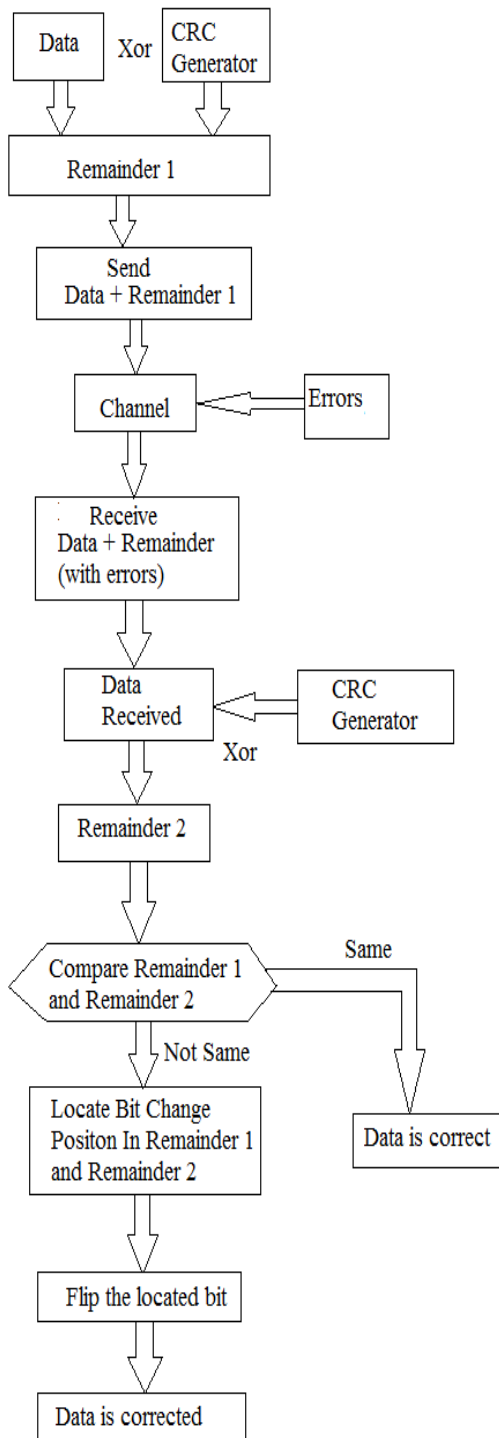 Data
Xor
CRC
Generator
Remainder 1
Send
Data + Remainder 1
Channel
Errors
Receive
Data + Remainder
(with errors)
Data
Received
CRC
Generator
Xor
Remainder 2
Compare Remainder 1
and Remainder 2
Same
Not Same
Locate Bit Change
Positon In Remainder 1
and Remainder 2
Data is correct
Flip the located bit
Data is corrected